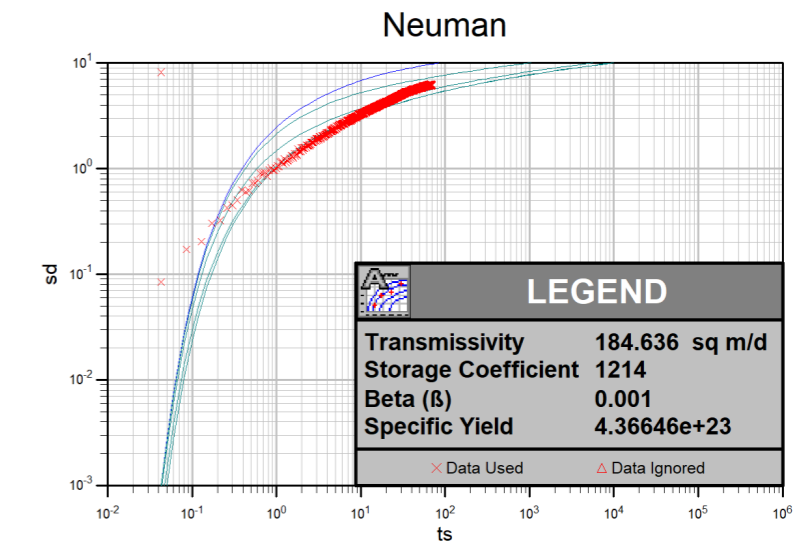 Neuman
sd
10¹
10⁰
10⁻¹
10⁻²
10⁻³
10⁻² 10⁻¹ 10⁰ 10¹ 10² 10³ 10⁴ 10⁵ 10⁶
ts
A
LEGEND
Transmissivity 184.636 sq m/d
Storage Coefficient 1214
Beta (ß) 0.001
Specific Yield 4.36646e+23
Data Used Data Ignored